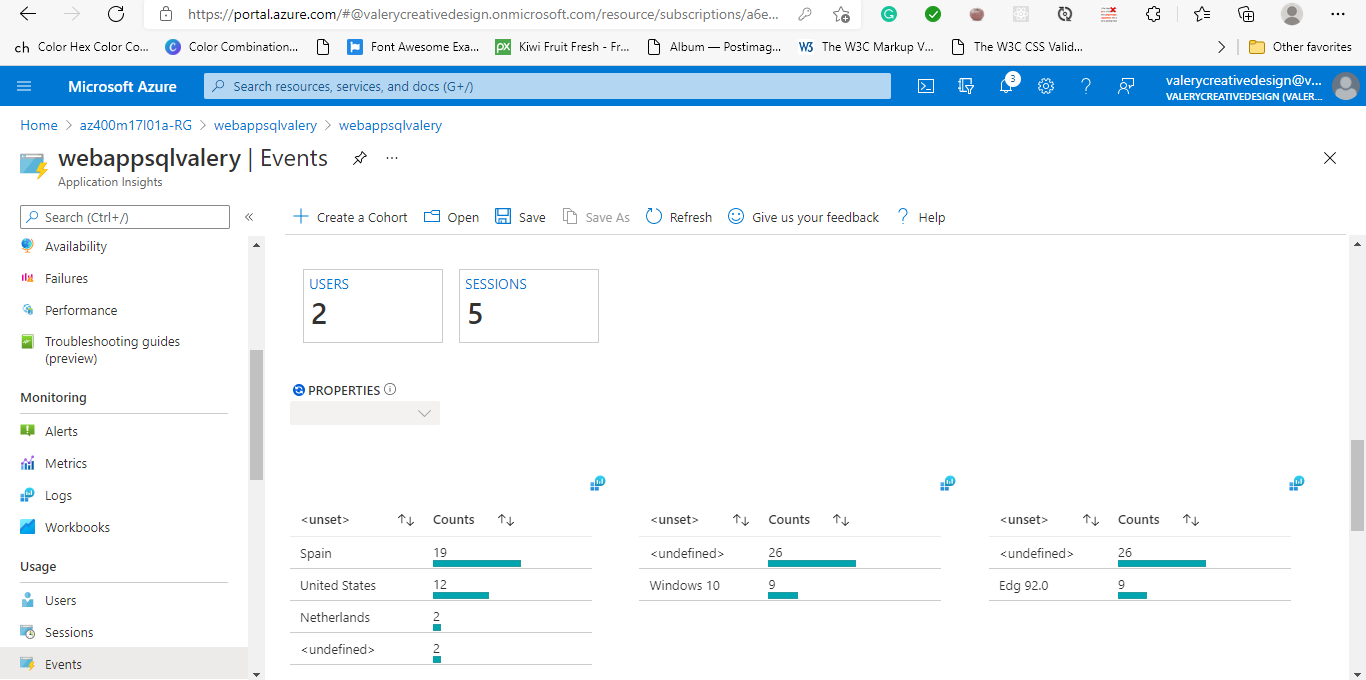 https://portal.azure.com/#@valerycreativedesign.onmicrosoft.com/resource/subscriptions/a6e...
ch Color Hex Color Co...
C Color Combination...
Font Awesome Exa...
px Kiwi Fruit Fresh - Fr...
Album — Postimag...
W3 The W3C Markup V...
The W3C CSS Valid...
Other favorites
Microsoft Azure
Search resources, services, and docs (G+/)
3
valerycreativedesign@v...
VALERYCREATIVEDESIGN (VALER...
Home > az400m17l01a-RG > webappsqlvalery > webappsqlvalery
webappsqlvalery | Events
Application Insights
Search (Ctrl+/)
Create a Cohort
Open
Save
Save As
Refresh
Give us your feedback
Help
Availability
Failures
Performance
Troubleshooting guides
(preview)
Monitoring
Alerts
Metrics
Logs
Workbooks
Usage
Users
Sessions
Events
USERS
2
SESSIONS
5
PROPERTIES
<unset> Counts
Spain 19
United States 12
Netherlands 2
<undefined> 2
<unset> Counts
<undefined> 26
Windows 10 9
<unset> Counts
<undefined> 26
Edg 92.0 9